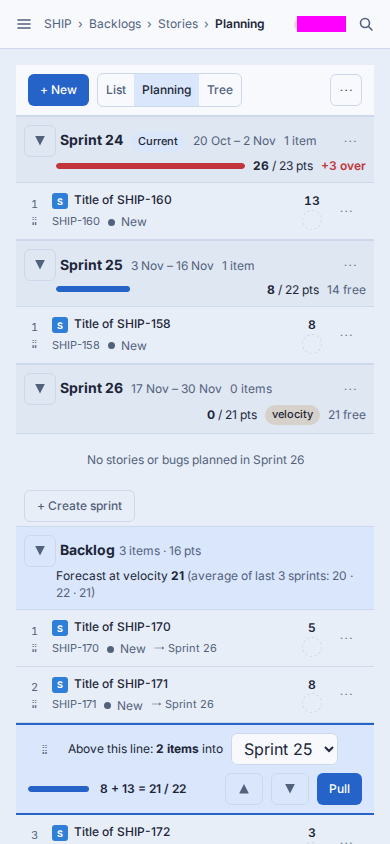 SHIP › Backlogs › Stories › Planning
+ New List Planning Tree ...
▼ Sprint 24 Current 20 Oct – 2 Nov 1 item ...
26 / 23 pts +3 over
1 S Title of SHIP-160 13 ...
SHIP-160 New
▼ Sprint 25 3 Nov – 16 Nov 1 item ...
8 / 22 pts 14 free
1 S Title of SHIP-158 8 ...
SHIP-158 New
▼ Sprint 26 17 Nov – 30 Nov 0 items ...
0 / 21 pts velocity 21 free
No stories or bugs planned in Sprint 26
+ Create sprint
▼ Backlog 3 items · 16 pts
Forecast at velocity 21 (average of last 3 sprints: 20 ·
22 · 21)
1 S Title of SHIP-170 5 ...
SHIP-170 New → Sprint 26
2 S Title of SHIP-171 8 ...
SHIP-171 New → Sprint 26
Above this line: 2 items into Sprint 25
8 + 13 = 21 / 22 ▲ ▼ Pull
3 S Title of SHIP-172 3 ...